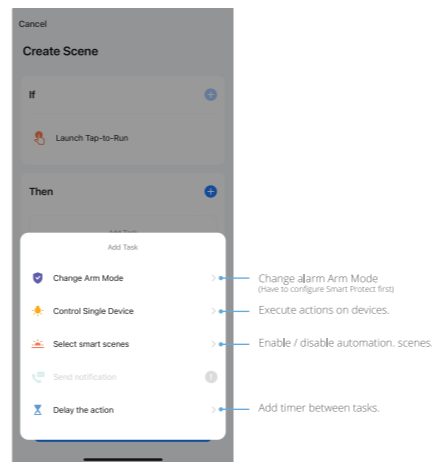 Cancel
Create Scene
If
Launch Tap-to-Run
Then
Add Task
Add Task
Change Arm Mode
Change alarm Arm Mode
(Have to configure Smart Protect first)
Control Single Device
Execute actions on devices.
Select smart scenes
Enable / disable automation. scenes.
Send notification
Delay the action
Add timer between tasks.